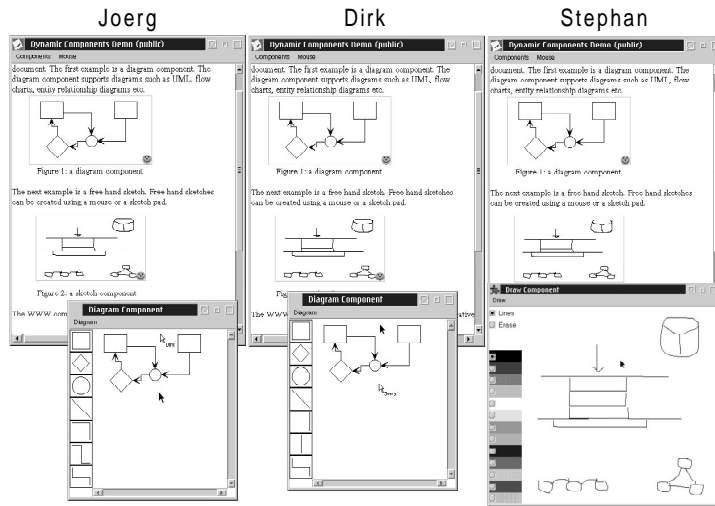 Joerg
Dirk
Stephan
Dynamic Components Demo (public)
Components Mouse
document. The first example is a diagram component. The
diagram component supports diagrams such as UML, flow
charts, entity relationship diagrams etc.
Figure 1: a diagram component
The next example is a free hand sketch. Free hand sketches
can be created using a mouse or a sketch pad.
Figure 2: a sketch component
The WWW com
Diagram Component
Diagram
Dirk
Dynamic Components Demo (public)
Components Mouse
document. The first example is a diagram component. The
diagram component supports diagrams such as UML, flow
charts, entity relationship diagrams etc.
Figure 1: a diagram component
The next example is a free hand sketch. Free hand sketches
can be created using a mouse or a sketch pad.
The WW
Diagram Component
Diagram
Dynamic Components Demo (public)
Components Mouse
document. The first example is a diagram component. The
diagram component supports diagrams such as UML, flow
charts, entity relationship diagrams etc.
Figure 1: a diagram component
The next example is a free hand sketch. Free hand sketches
can be created using a mouse or a sketch pad.
Draw Component
Draw
Lines
Erase